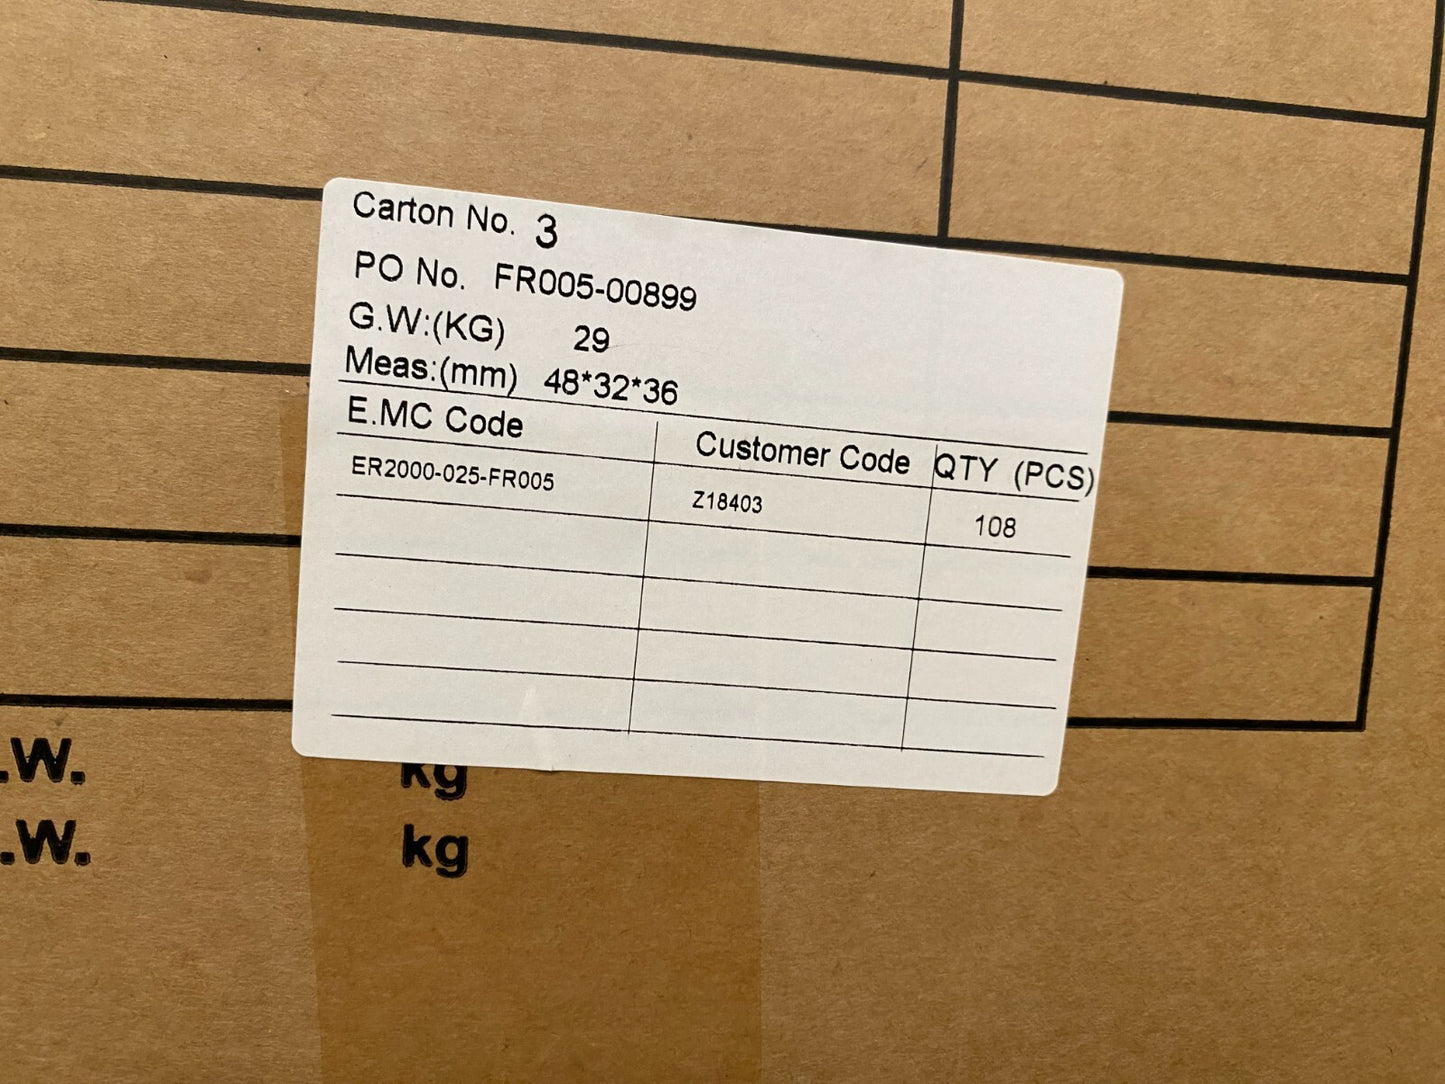 Carton No. 3
PO No. FR005-00899
G.W:(KG) 29
Meas:(mm) 48*32*36
E.MC Code Customer Code QTY (PCS)
ER2000-025-FR005 Z18403 108
.W. kg
.W. kg